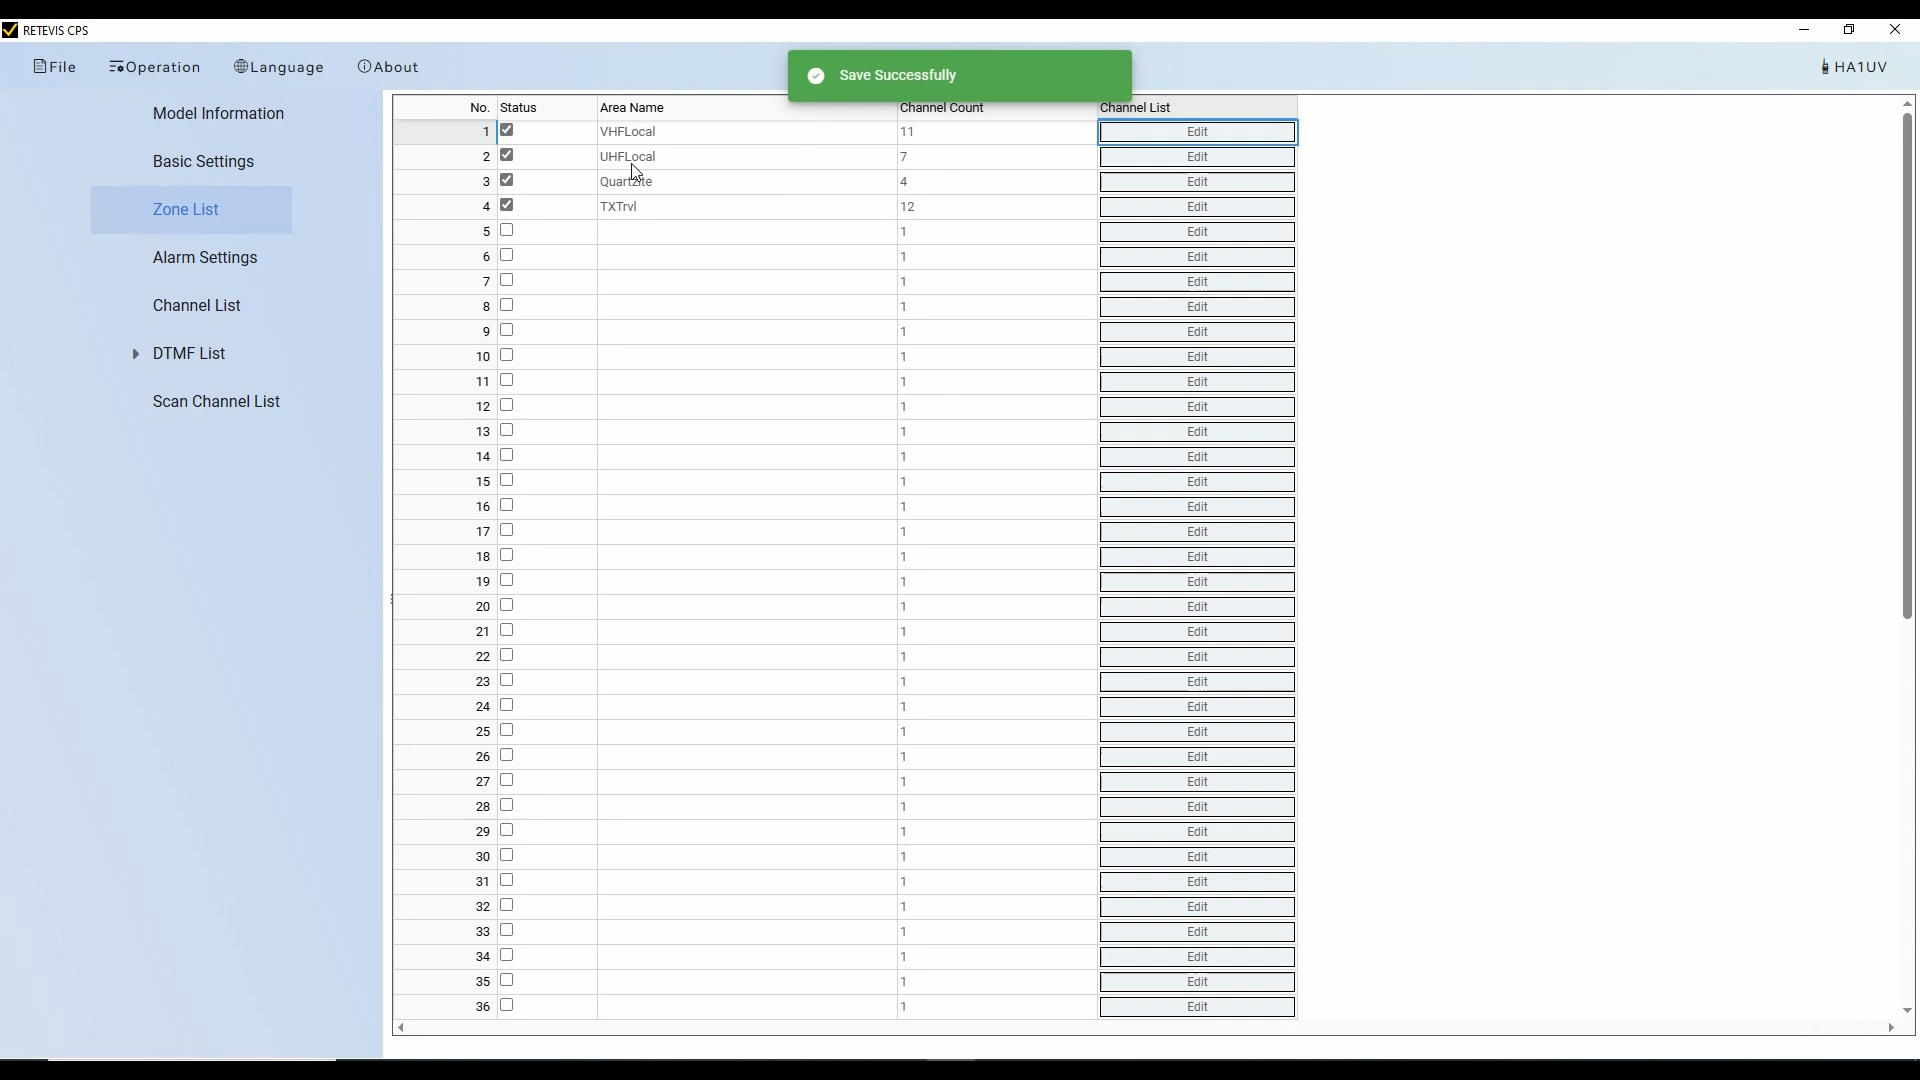 RETEVIS CPS
File Operation Language About HA1UV
Save Successfully
Model Information
Basic Settings
Zone List
Alarm Settings
Channel List
DTMF List
Scan Channel List
No. Status Area Name Channel Count Channel List
1 VHFLocal 11 Edit
2 UHFLocal 7 Edit
3 Quartzite 4 Edit
4 TXTrvl 12 Edit
5 1 Edit
6 1 Edit
7 1 Edit
8 1 Edit
9 1 Edit
10 1 Edit
11 1 Edit
12 1 Edit
13 1 Edit
14 1 Edit
15 1 Edit
16 1 Edit
17 1 Edit
18 1 Edit
19 1 Edit
20 1 Edit
21 1 Edit
22 1 Edit
23 1 Edit
24 1 Edit
25 1 Edit
26 1 Edit
27 1 Edit
28 1 Edit
29 1 Edit
30 1 Edit
31 1 Edit
32 1 Edit
33 1 Edit
34 1 Edit
35 1 Edit
36 1 Edit